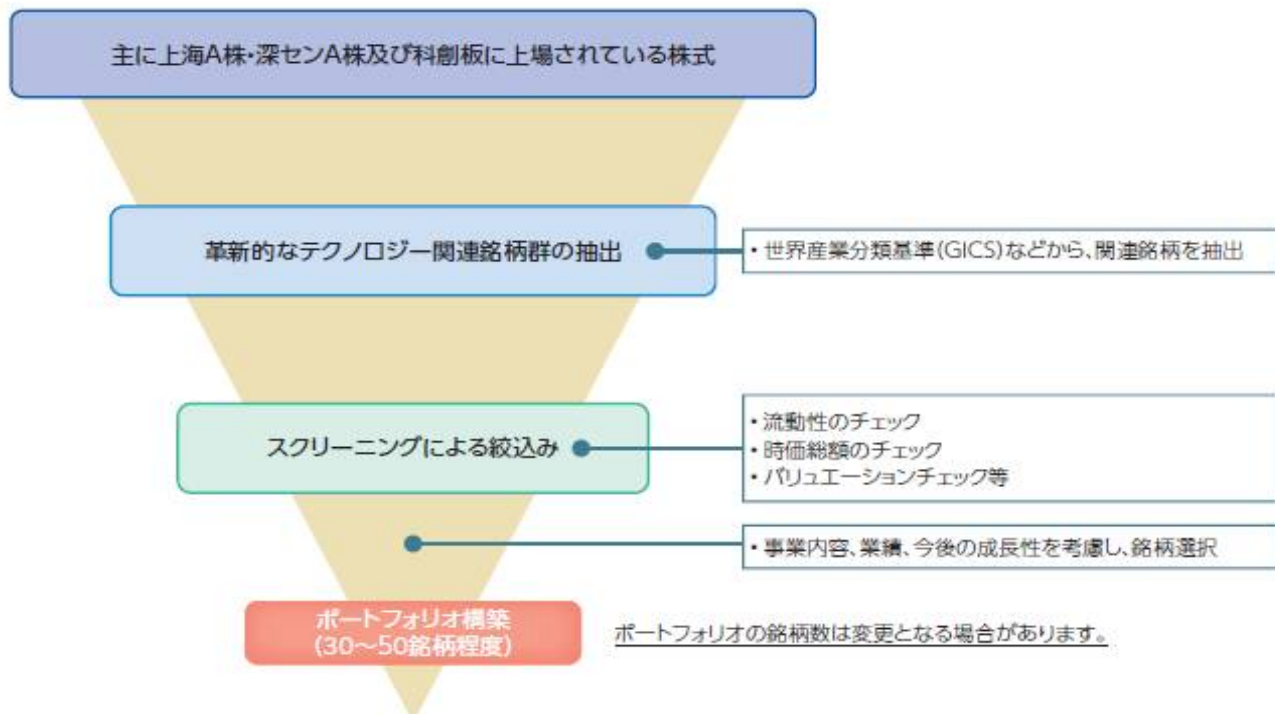 主に上海A株・深センA株及び科創板に上場されている株式
革新的なテクノロジー関連銘柄群の抽出
・世界産業分類基準(GICS)などから、関連銘柄を抽出
スクリーニングによる絞込み
・流動性のチェック
・時価総額のチェック
・バリュエーションチェック等
・事業内容、業績、今後の成長性を考慮し、銘柄選択
ポートフォリオ構築
(30〜50銘柄程度)
ポートフォリオの銘柄数は変更となる場合があります。